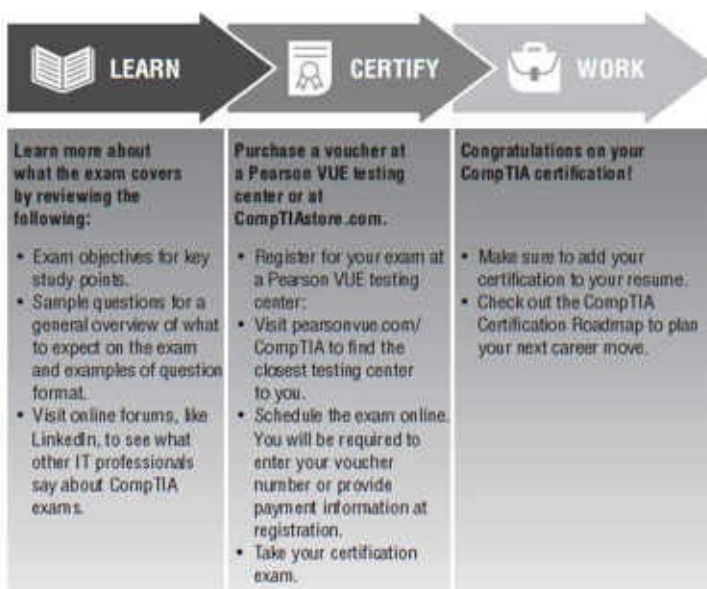 LEARN
CERTIFY
WORK
Learn more about
what the exam covers
by reviewing the
following:
• Exam objectives for key
study points.
• Sample questions for a
general overview of what
to expect on the exam
and examples of question
format.
• Visit online forums, like
LinkedIn, to see what
other IT professionals
say about CompTIA
exams.
Purchase a voucher at
a Pearson VUE testing
center or at
CompTIAstore.com.
• Register for your exam at
a Pearson VUE testing
center:
• Visit pearsonvue.com/
CompTIA to find the
closest testing center
to you.
• Schedule the exam online.
You will be required to
enter your voucher
number or provide
payment information at
registration.
• Take your certification
exam.
Congratulations on your
CompTIA certification!
• Make sure to add your
certification to your resume.
• Check out the CompTIA
Certification Roadmap to plan
your next career move.